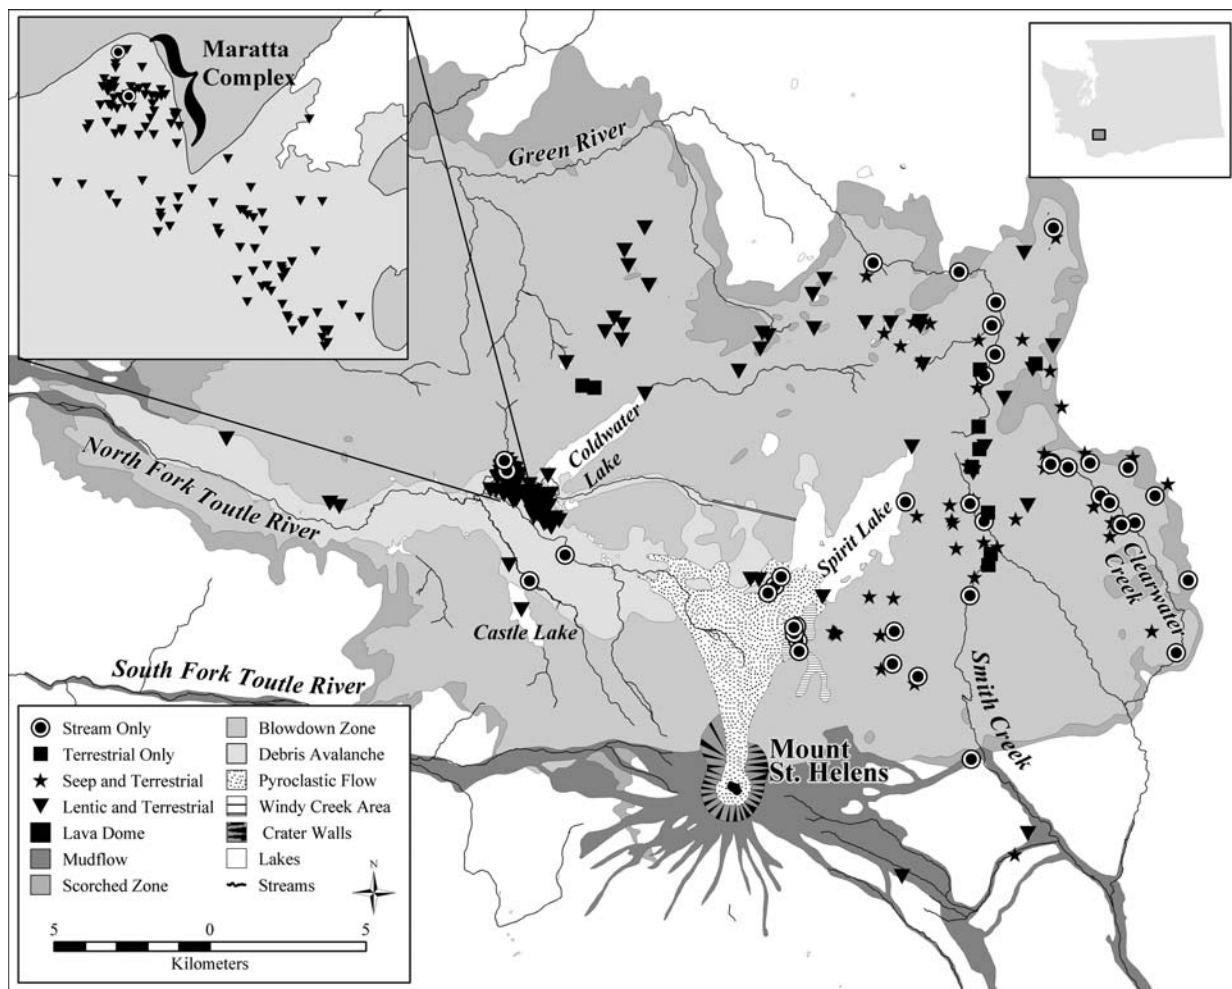 Maratta
Complex
Green River
North Fork Toutle River
Coldwater
Lake
Spirit Lake
Clearwater
Creek
Castle Lake
South Fork Toutle River
Smith Creek
Mount
St. Helens
Stream Only
Terrestrial Only
Seep and Terrestrial
Lentic and Terrestrial
Lava Dome
Mudflow
Scorched Zone
Blowdown Zone
Debris Avalanche
Pyroclastic Flow
Windy Creek Area
Crater Walls
Lakes
Streams
N
5 0 5
Kilometers